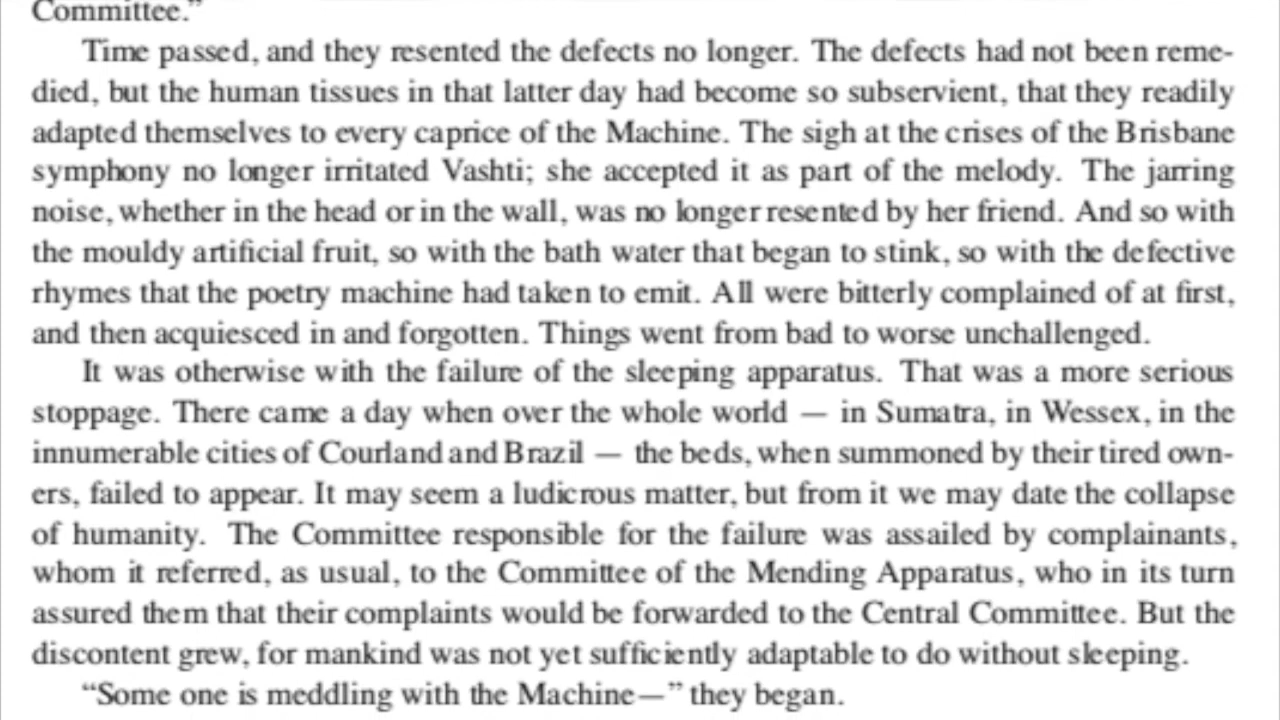 Committee.”
Time passed, and they resented the defects no longer. The defects had not been reme-
died, but the human tissues in that latter day had become so subservient, that they readily
adapted themselves to every caprice of the Machine. The sigh at the crises of the Brisbane
symphony no longer irritated Vashti; she accepted it as part of the melody. The jarring
noise, whether in the head or in the wall, was no longer resented by her friend. And so with
the mouldy artificial fruit, so with the bath water that began to stink, so with the defective
rhymes that the poetry machine had taken to emit. All were bitterly complained of at first,
and then acquiesced in and forgotten. Things went from bad to worse unchallenged.
It was otherwise with the failure of the sleeping apparatus. That was a more serious
stoppage. There came a day when over the whole world — in Sumatra, in Wessex, in the
innumerable cities of Courland and Brazil — the beds, when summoned by their tired own-
ers, failed to appear. It may seem a ludicrous matter, but from it we may date the collapse
of humanity. The Committee responsible for the failure was assailed by complainants,
whom it referred, as usual, to the Committee of the Mending Apparatus, who in its turn
assured them that their complaints would be forwarded to the Central Committee. But the
discontent grew, for mankind was not yet sufficiently adaptable to do without sleeping.
“Some one is meddling with the Machine—” they began.